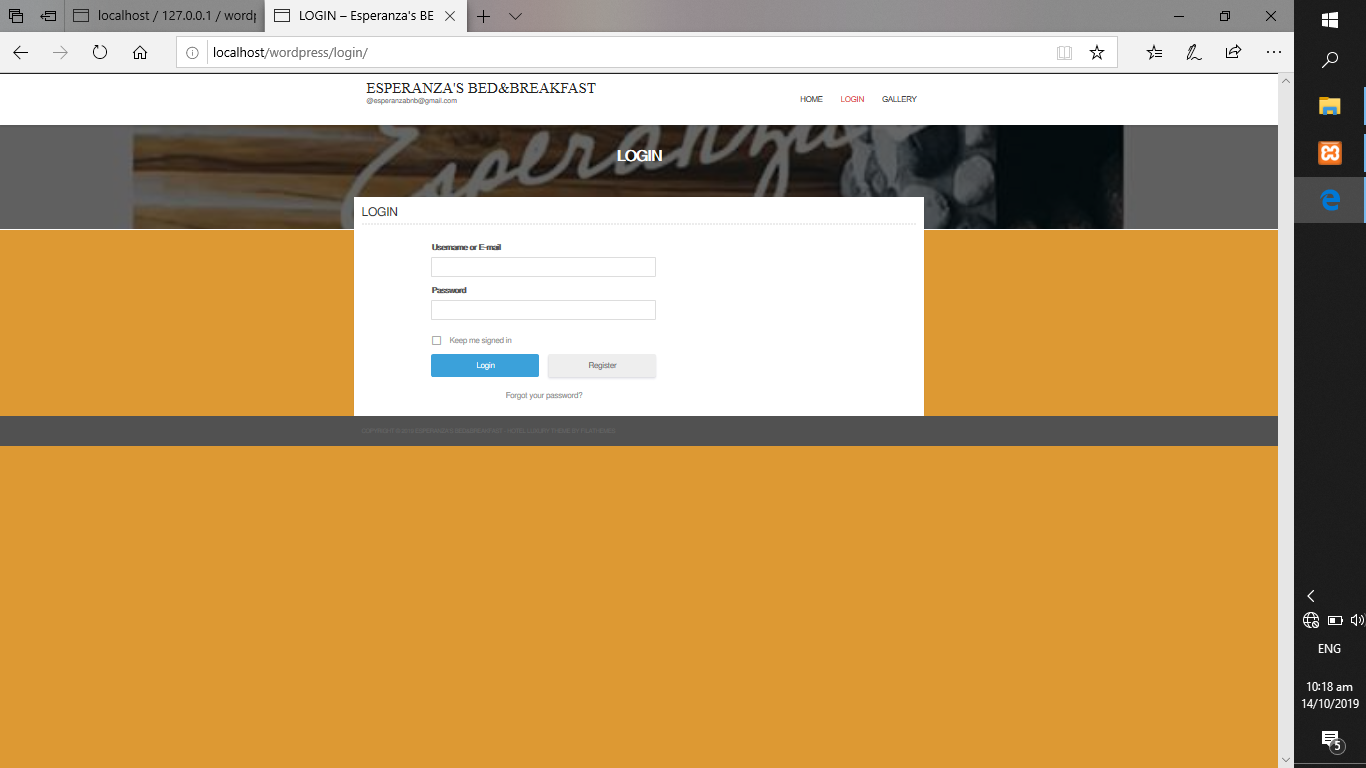 localhost / 127.0.0.1 / wordp
LOGIN – Esperanza's BE
localhost/wordpress/login/
ESPERANZA'S BED&BREAKFAST
@esperanzabnb@gmail.com
HOME LOGIN GALLERY
Esperanza
LOGIN
LOGIN
Username or E-mail
Password
Keep me signed in
Login Register
Forgot your password?
ENG
10:18 am
14/10/2019
5